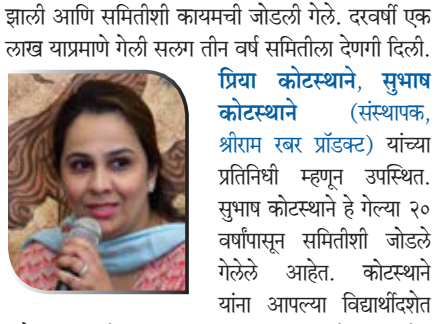 झाली आणि समितीशी कायमची जोडली गेले. दरवर्षी एक
लाख याप्रमाणे गेली सलग तीन वर्ष समितीला देणगी दिली.
प्रिया कोटस्थाने, सुभाष
कोटस्थाने (संस्थापक,
श्रीराम रबर प्रॉडक्ट) यांच्या
प्रतिनिधी म्हणून उपस्थित.
सुभाष कोटस्थाने हे गेल्या २०
वर्षांपासून समितीशी जोडले
गेलेले आहेत. कोटस्थाने
यांना आपल्या विद्यार्थीदशेत